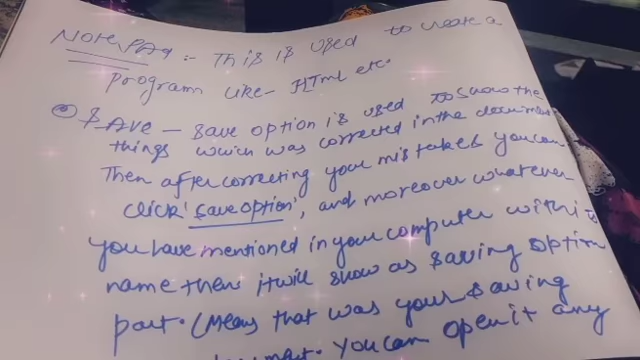 NotePAd :- This is used to create a
program like- HTml etc.
SAVE - Save option is used to show the
things which was corrected in the document
Then after correcting your mistakes you can
click 'save option', and moreover whatever
you have mentioned in your computer with
name then it will show as saving option
part. (Means that was your saving
You can open it any